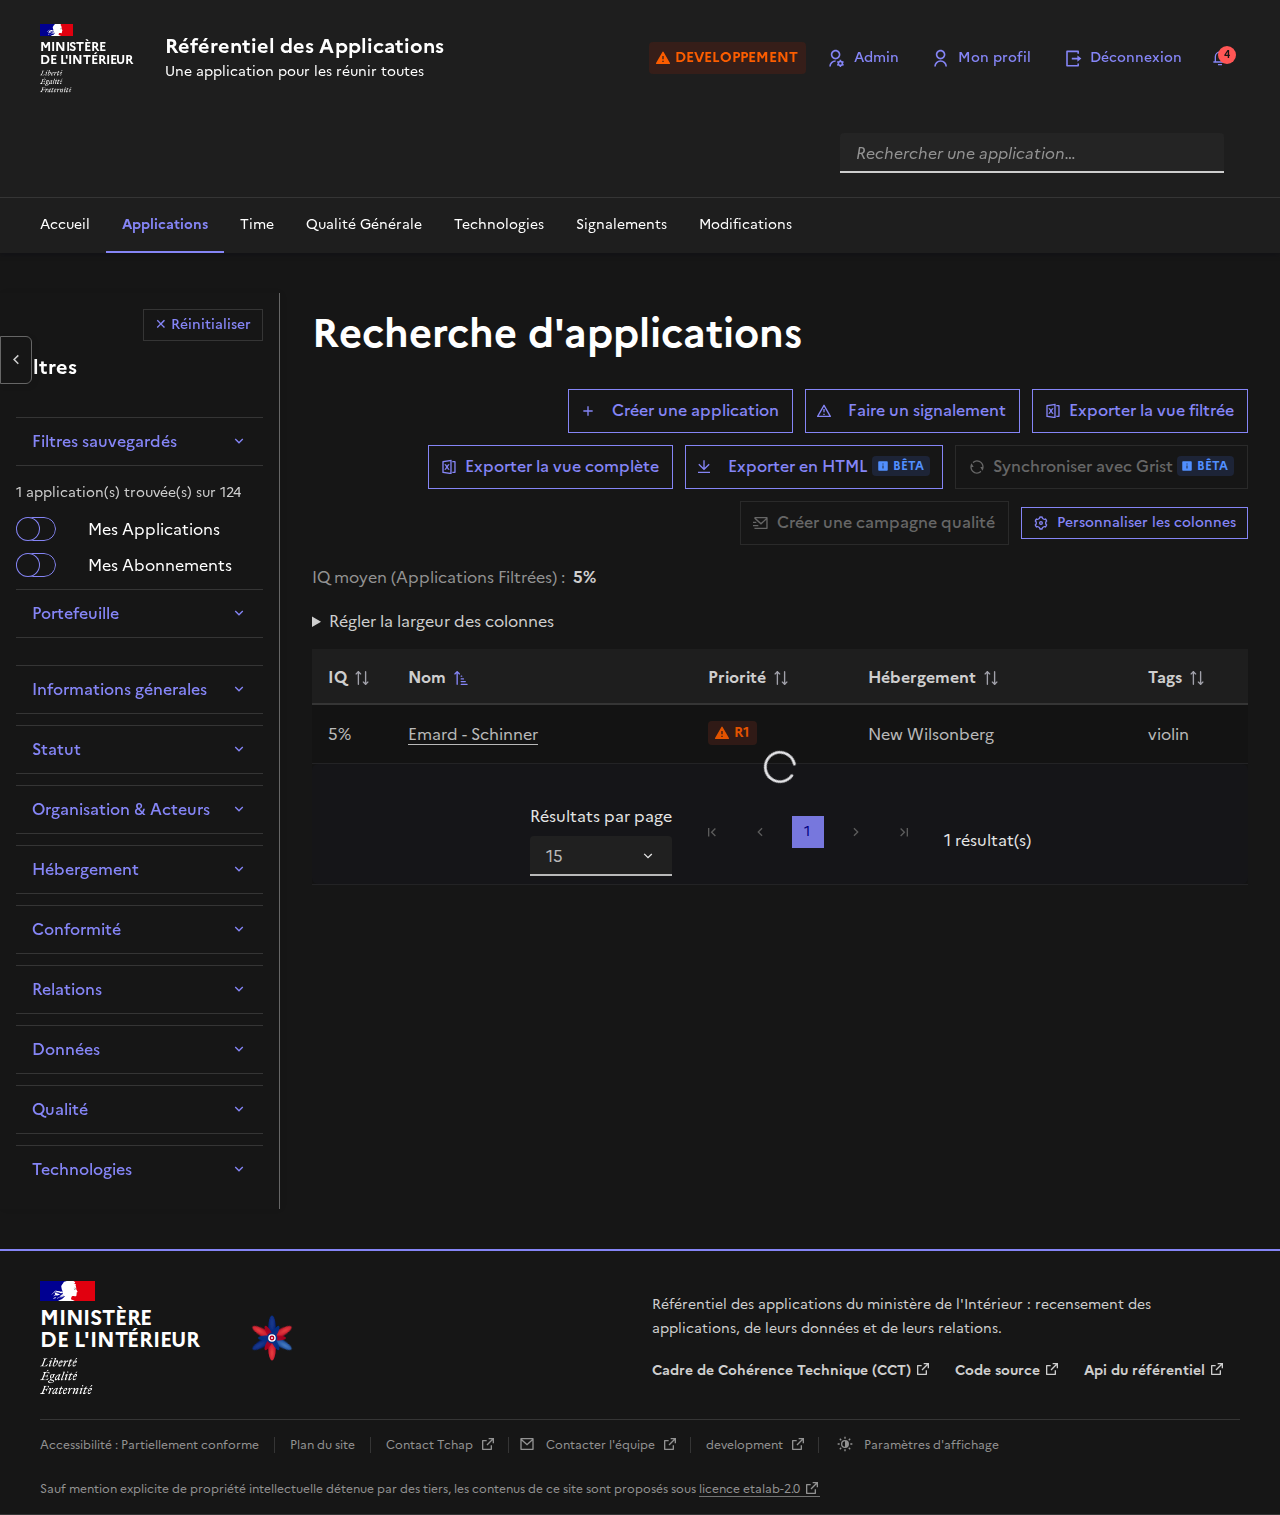 MINISTÈRE
DE L'INTÉRIEUR
Liberté
Égalité
Fraternité
Référentiel des Applications
Une application pour les réunir toutes
DEVELOPPEMENT
Admin
Mon profil
Déconnexion
4
Rechercher une application…
Accueil
Applications
Time
Qualité Générale
Technologies
Signalements
Modifications
Réinitialiser
ltres
Filtres sauvegardés
1 application(s) trouvée(s) sur 124
Mes Applications
Mes Abonnements
Portefeuille
Informations génerales
Statut
Organisation & Acteurs
Hébergement
Conformité
Relations
Données
Qualité
Technologies
Recherche d'applications
Créer une application
Faire un signalement
Exporter la vue filtrée
Exporter la vue complète
Exporter en HTML BÊTA
Synchroniser avec Grist BÊTA
Créer une campagne qualité
Personnaliser les colonnes
IQ moyen (Applications Filtrées) : 5%
Régler la largeur des colonnes
IQ Nom Priorité Hébergement Tags
5% Emard - Schinner R1 New Wilsonberg violin
Résultats par page
15
1
1 résultat(s)
MINISTÈRE
DE L'INTÉRIEUR
Liberté
Égalité
Fraternité
Référentiel des applications du ministère de l'Intérieur : recensement des
applications, de leurs données et de leurs relations.
Cadre de Cohérence Technique (CCT)
Code source
Api du référentiel
Accessibilité : Partiellement conforme
Plan du site
Contact Tchap
Contacter l'équipe
development
Paramètres d'affichage
Sauf mention explicite de propriété intellectuelle détenue par des tiers, les contenus de ce site sont proposés sous licence etalab-2.0